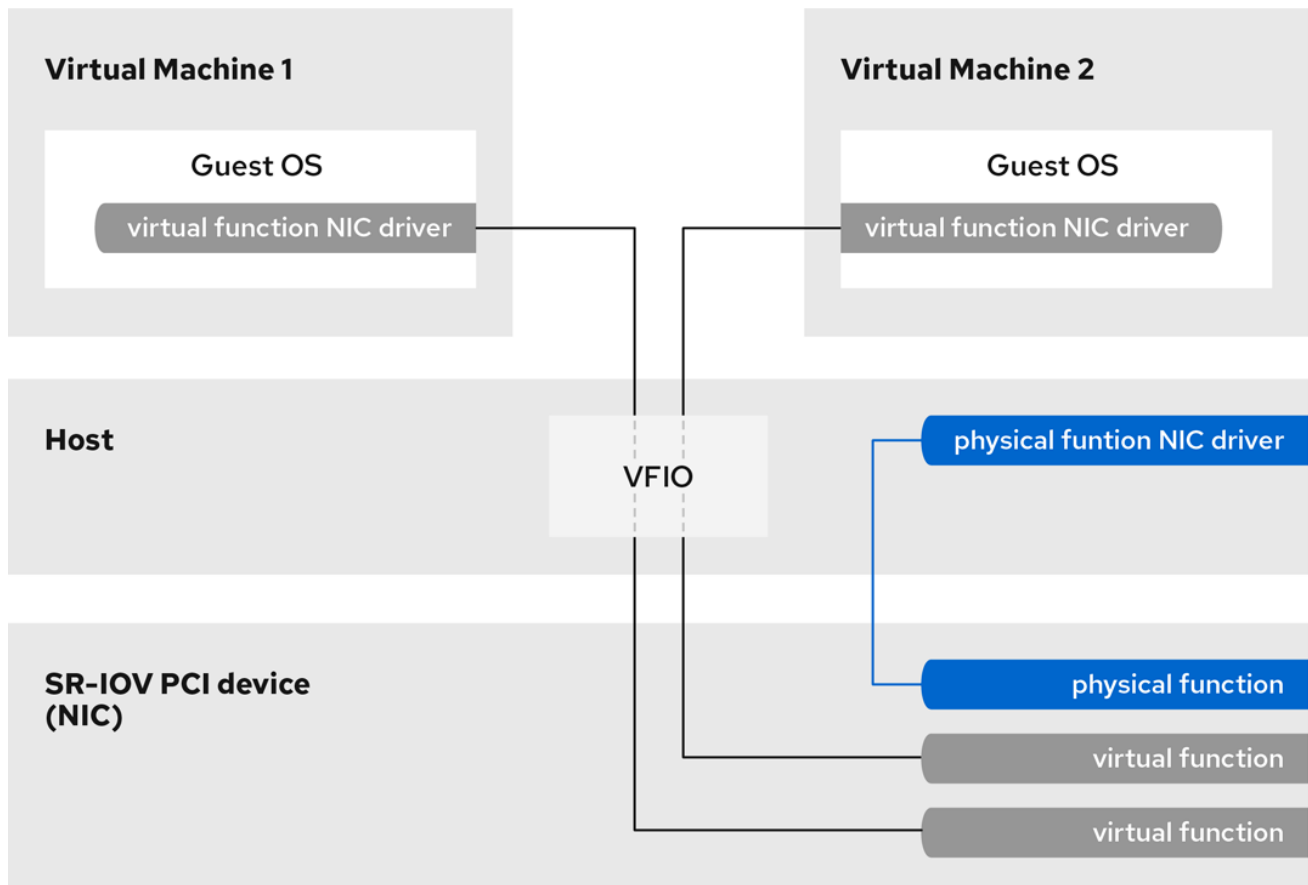 Virtual Machine 1
Guest OS
virtual function NIC driver
Virtual Machine 2
Guest OS
virtual function NIC driver
Host
VFIO
physical funtion NIC driver
SR-IOV PCI device
(NIC)
physical function
virtual function
virtual function